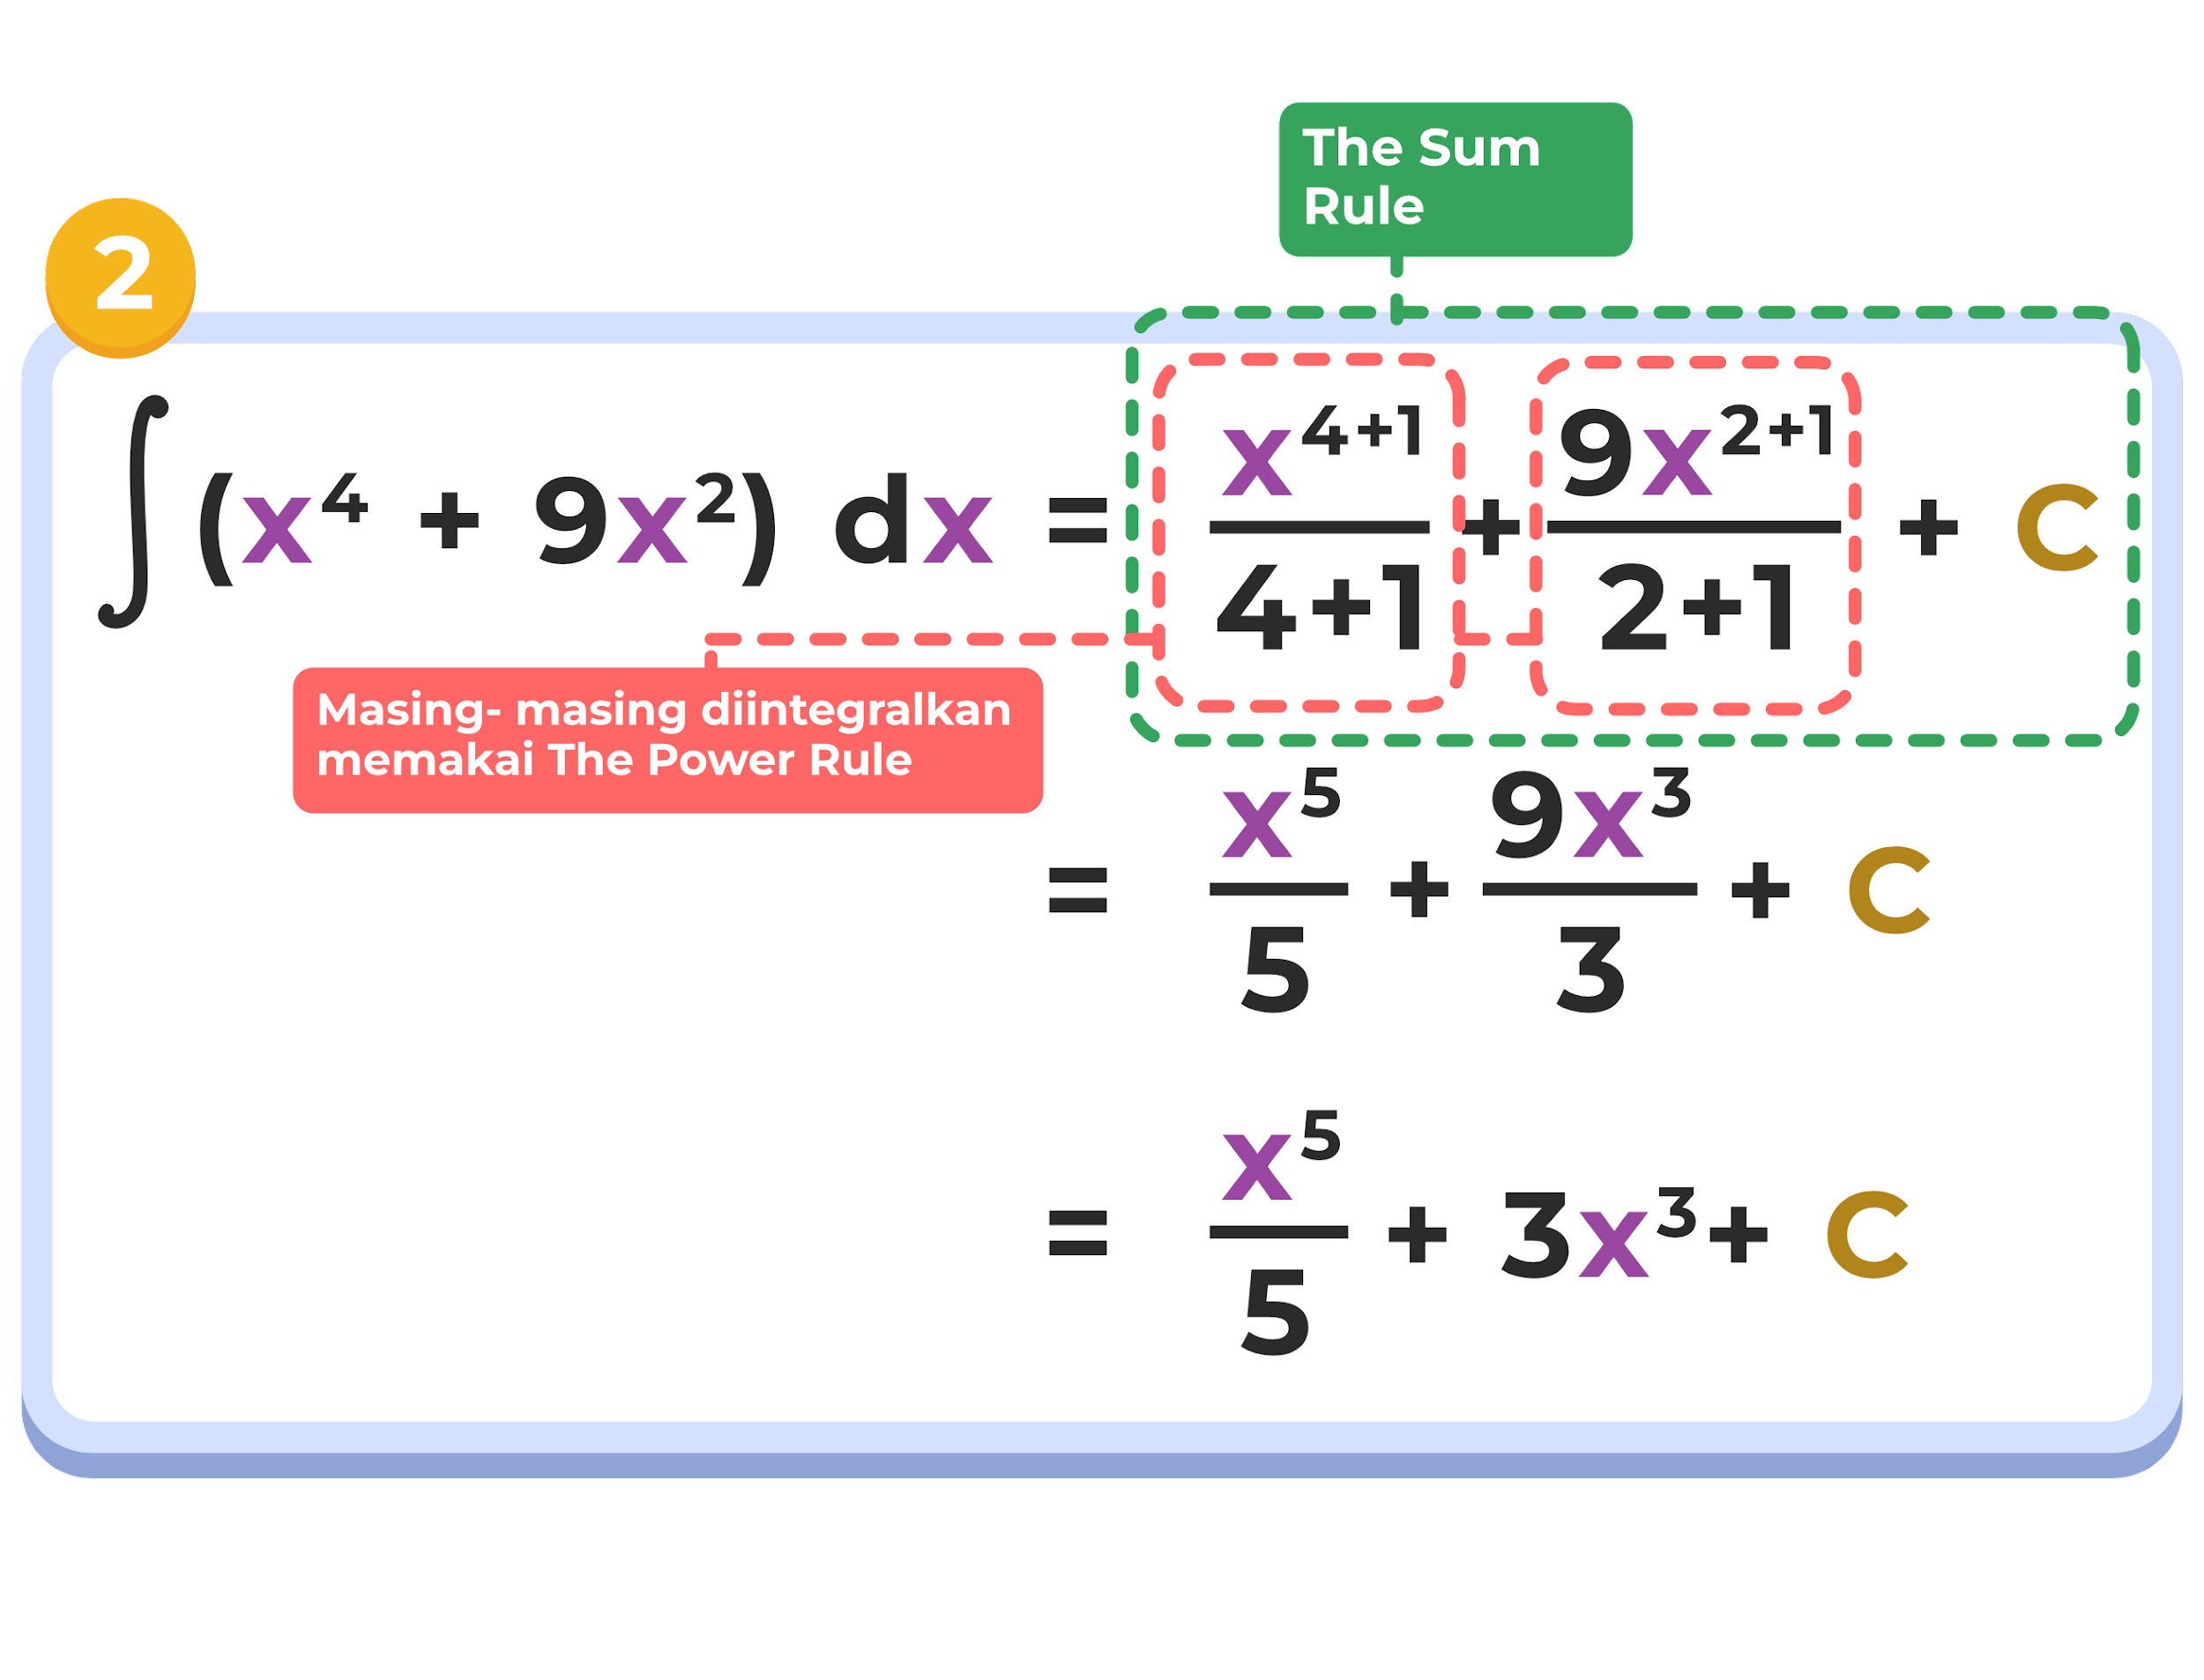 The Sum
Rule
2
∫(x⁴ + 9x²) dx = x⁴⁺¹/4+1 + 9x²⁺¹/2+1 + C
Masing- masing diintegralkan
memakai The Power Rule
= x⁵/5 + 9x³/3 + C
= x⁵/5 + 3x³+ C